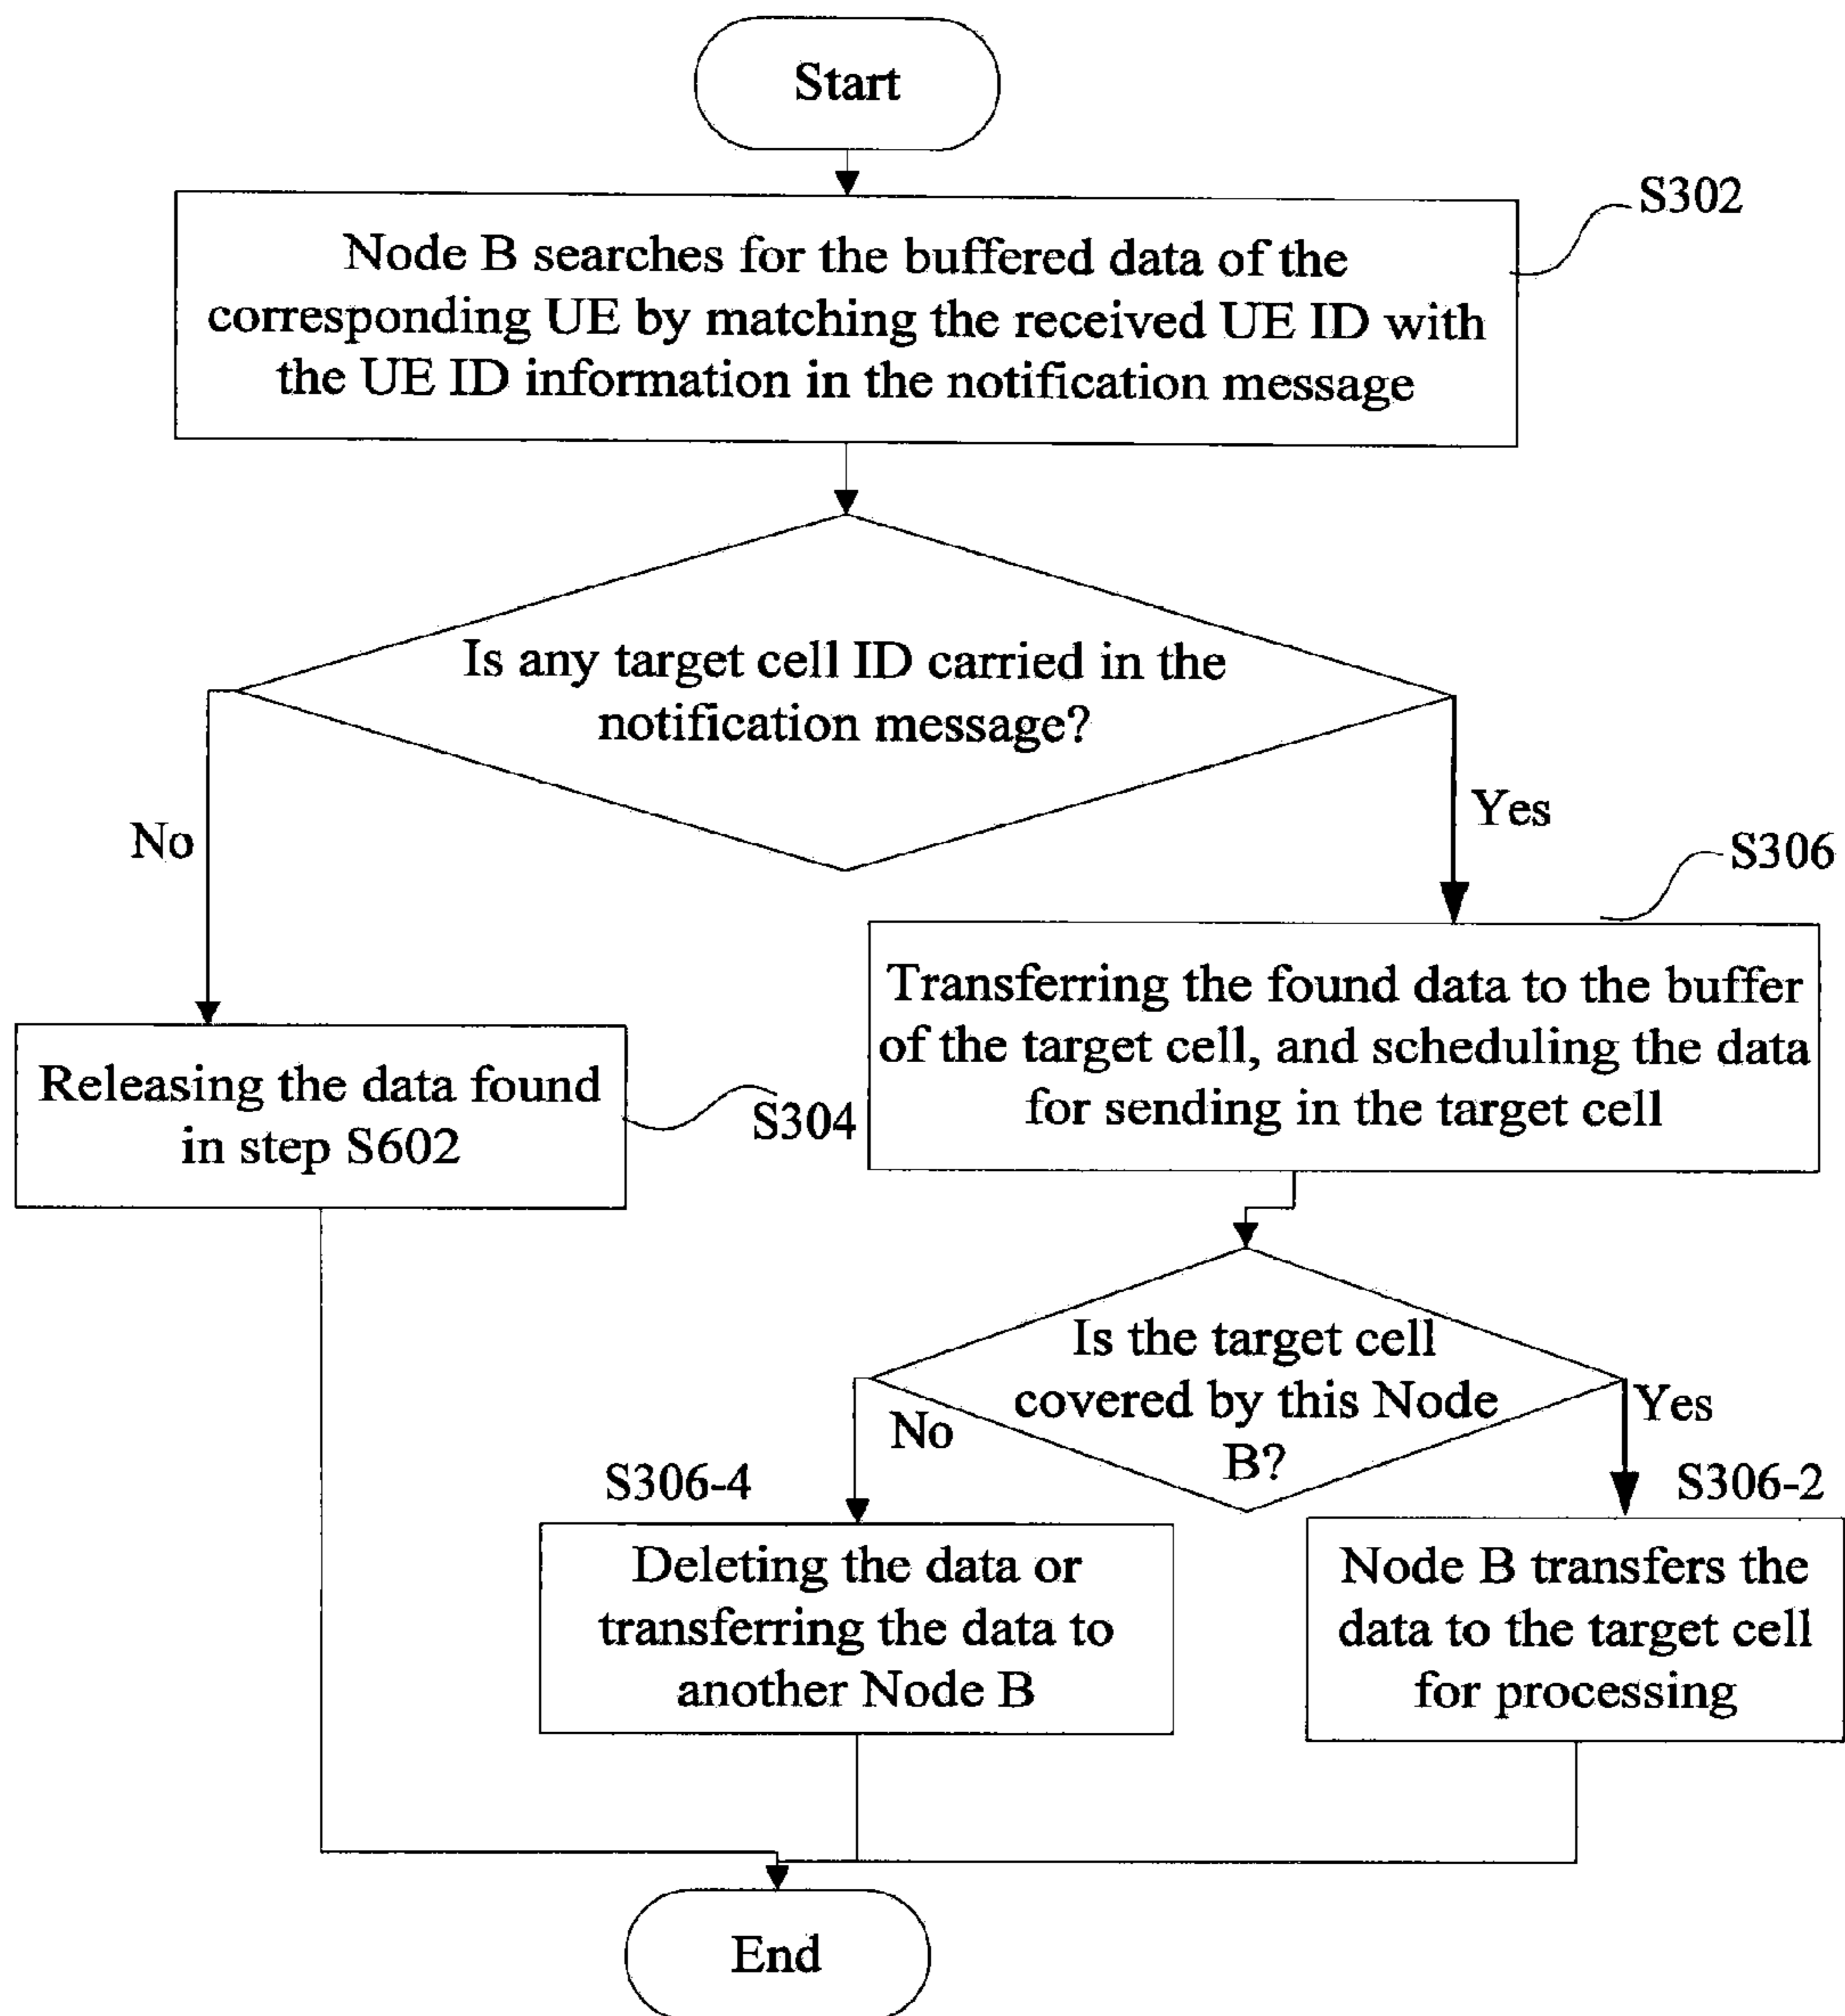 Start
S302
Node B searches for the buffered data of the
corresponding UE by matching the received UE ID with
the UE ID information in the notification message
Is any target cell ID carried in the
notification message?
No
Yes
S306
Transferring the found data to the buffer
of the target cell, and scheduling the data
for sending in the target cell
Releasing the data found
in step S602
S304
Is the target cell
covered by this Node
B?
No
Yes
S306-4
S306-2
Deleting the data or
transferring the data to
another Node B
Node B transfers the
data to the target cell
for processing
End